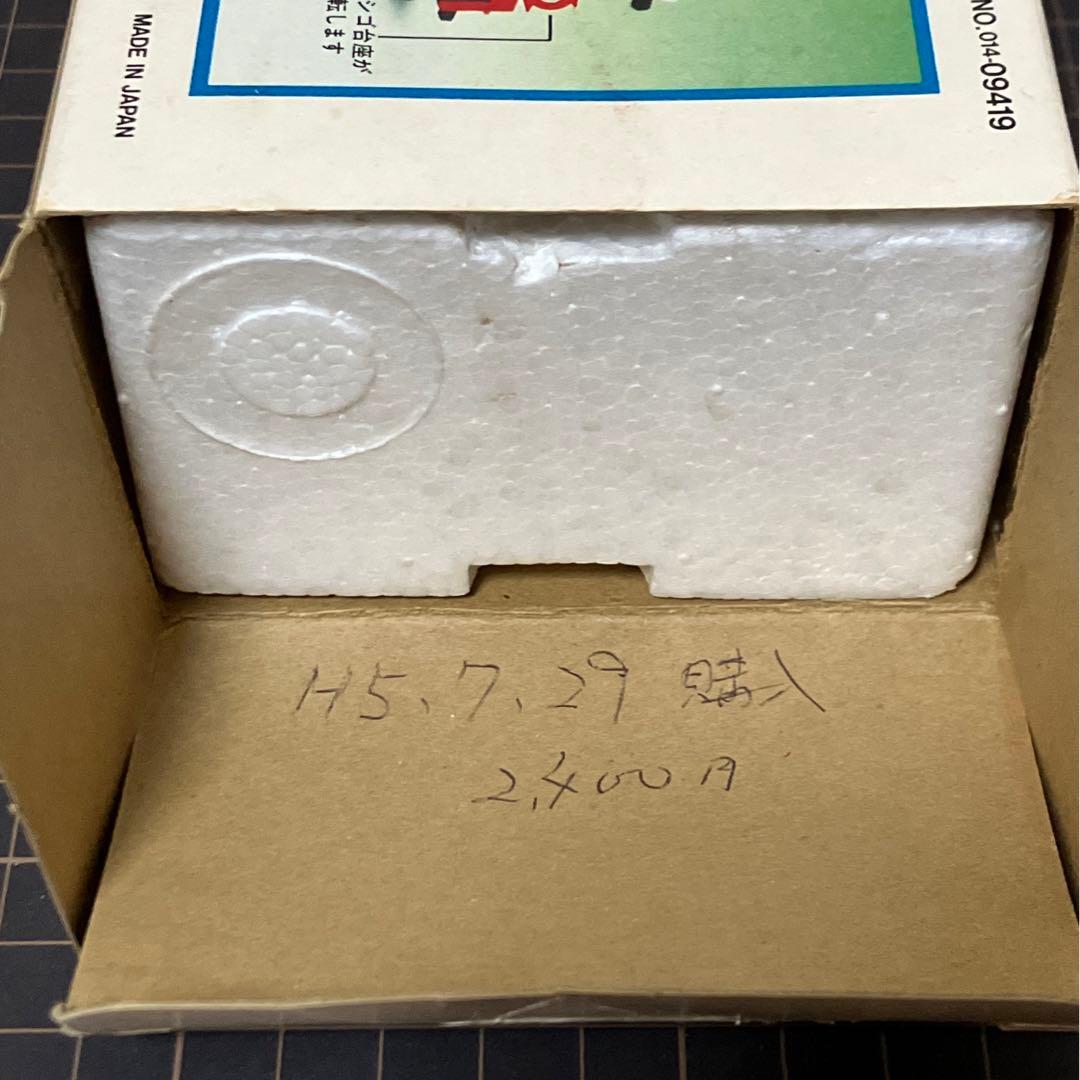 シゴ台座が
転します
MADE IN JAPAN
NO.014-09419
H5、7、29 購入
2,400円